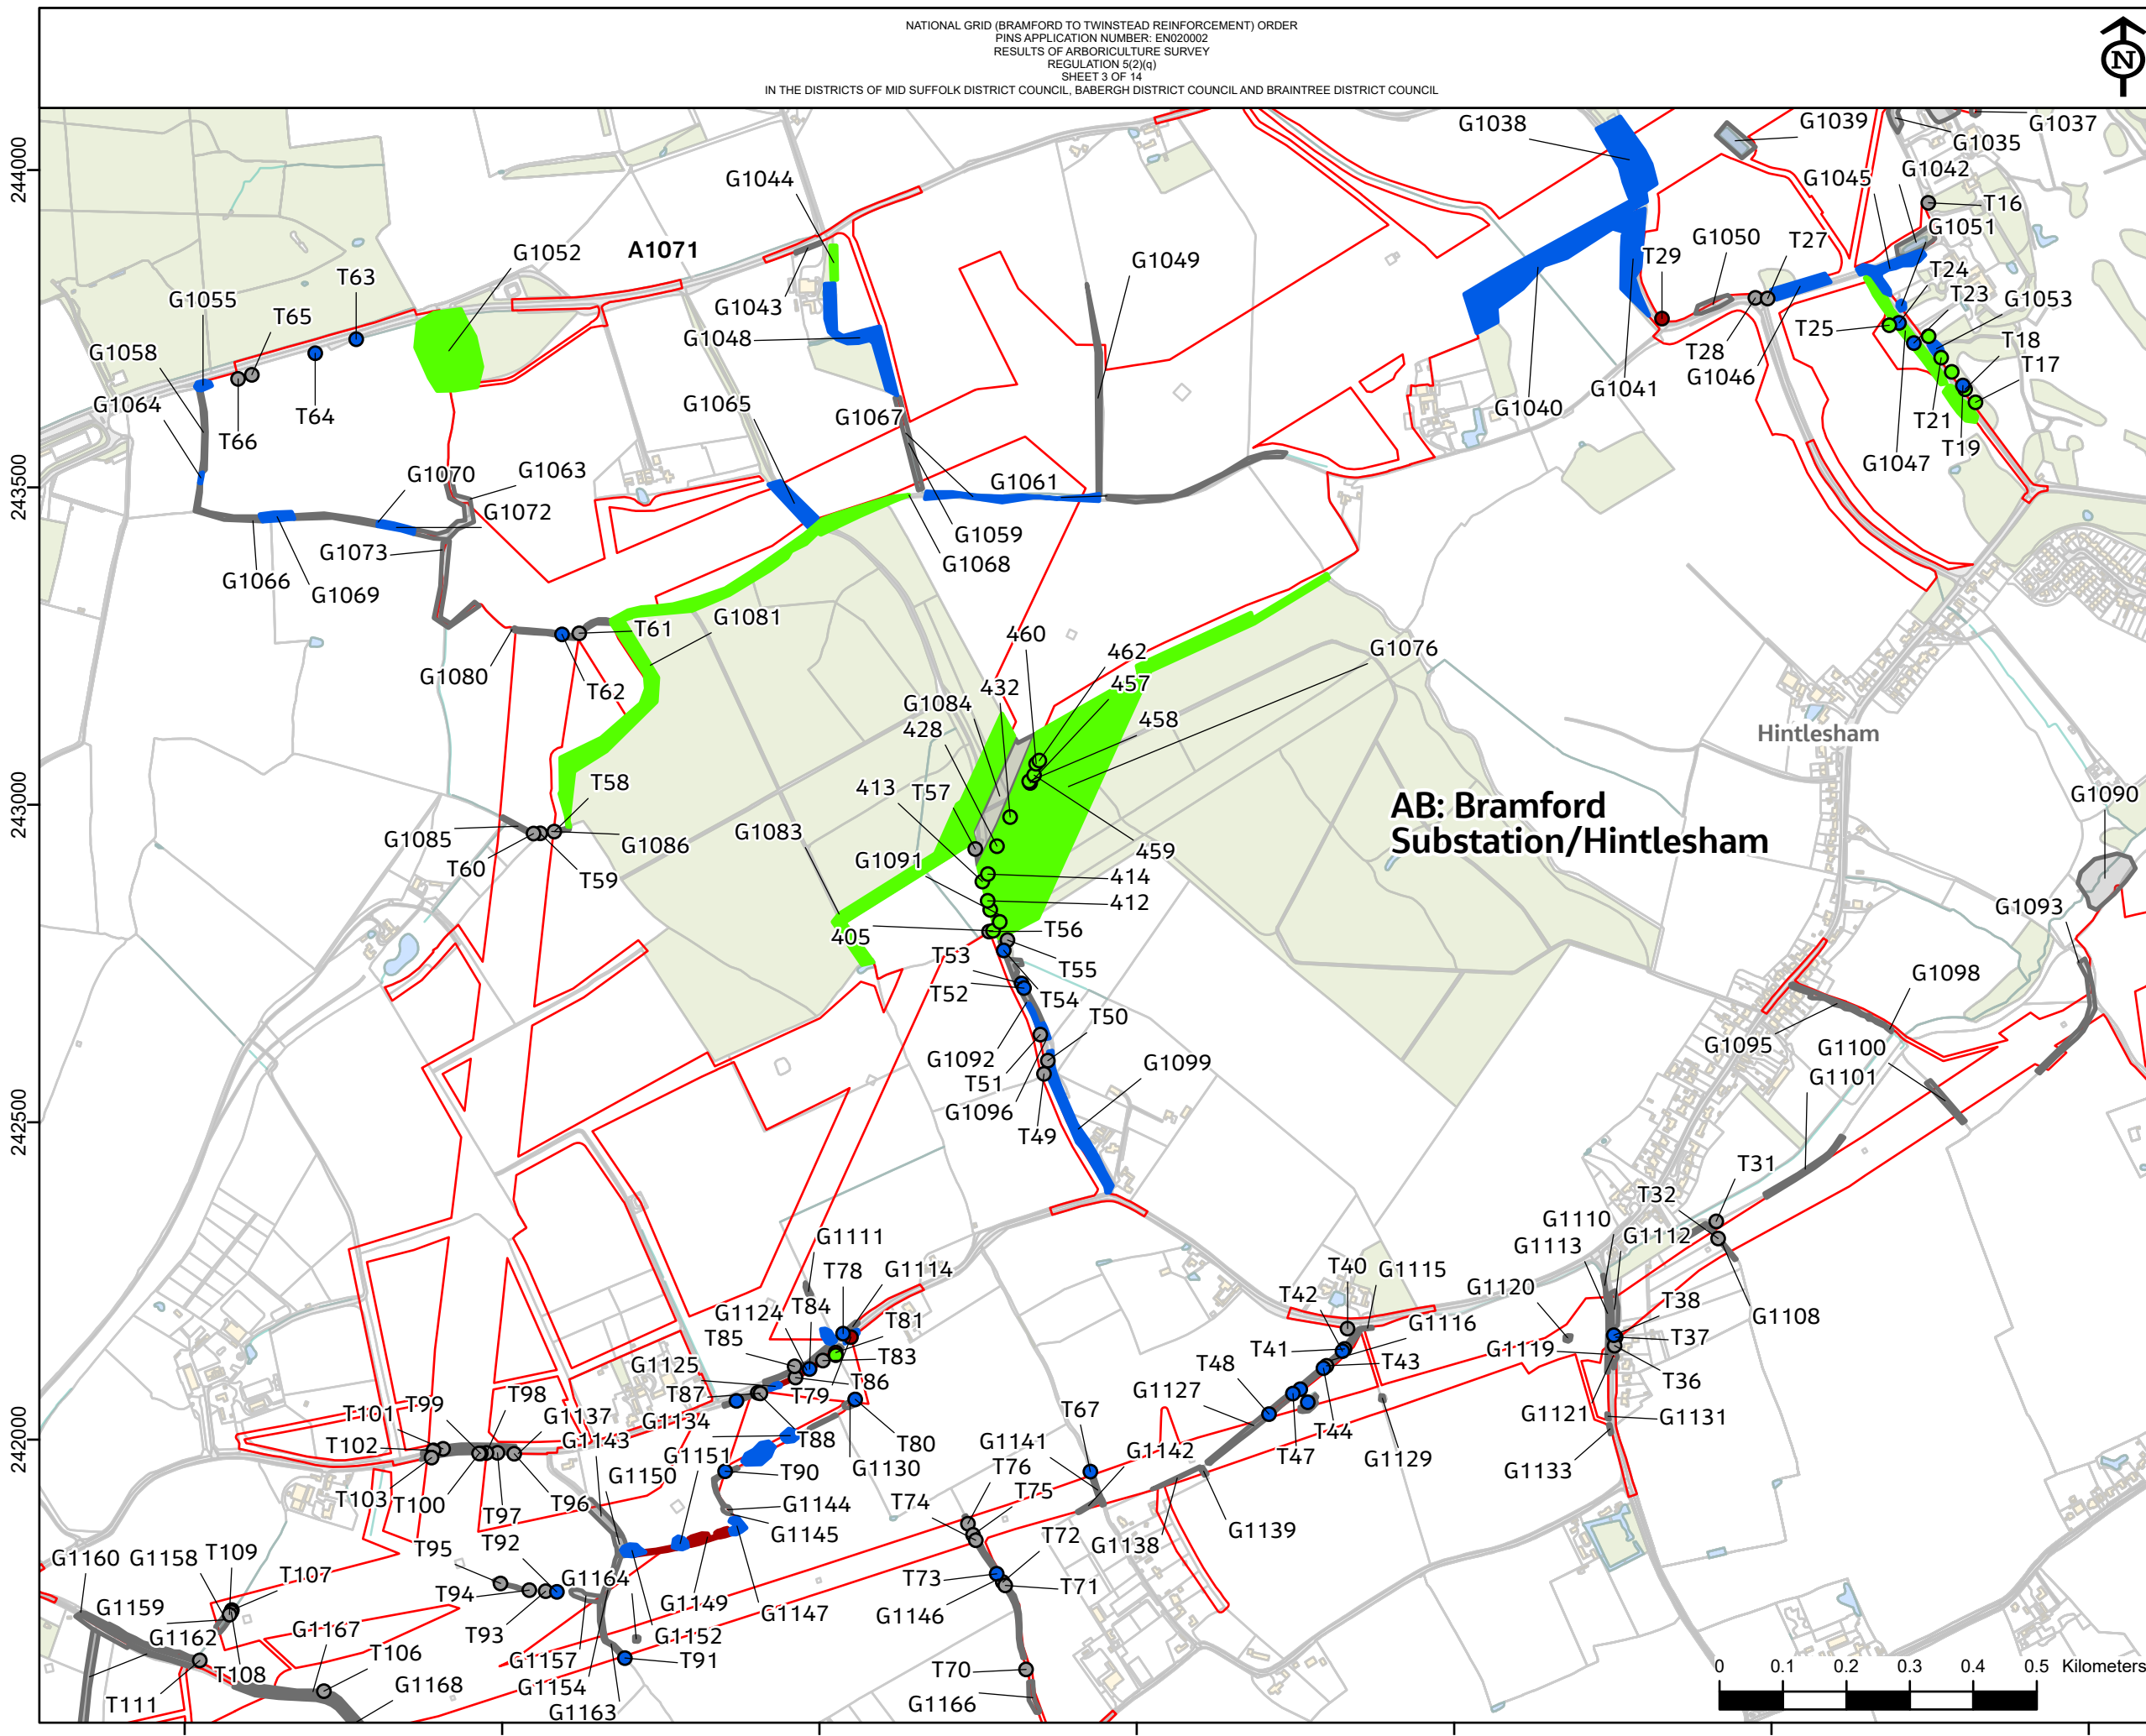 NATIONAL GRID (BRAMFORD TO TWINSTEAD REINFORCEMENT) ORDER
PINS APPLICATION NUMBER: EN020002
RESULTS OF ARBORICULTURE SURVEY
REGULATION 5(2)(q)
SHEET 3 OF 14
IN THE DISTRICTS OF MID SUFFOLK DISTRICT COUNCIL, BABERGH DISTRICT COUNCIL AND BRAINTREE DISTRICT COUNCIL
N
G1038
G1039
G1037
G1035
G1042
G1045
G1044
T16
G1051
A1071
G1052
G1050
T27
T29
G1049
T24
T23
G1053
T63
G1055
T65
G1043
G1048
T25
T18
T17
G1058
T28
G1046
G1041
G1064
T64
T66
G1065
G1067
G1040
T21
T19
G1047
G1070
G1063
G1061
G1072
G1059
G1073
G1068
G1066
G1069
T61
G1081
460
462
G1076
G1080
T62
432
457
G1084
428
458
Hintlesham
413
T57
T58
AB: Bramford
Substation/Hintlesham
G1090
G1085
G1086
G1083
G1091
T60
T59
459
414
412
G1093
405
T56
T53
T55
T52
T54
G1098
T50
G1092
T51
G1096
G1099
G1095
G1100
G1101
T49
T31
T32
G1110
G1113
G1112
G1111
T78
G1114
T40
G1115
G1120
T42
T38
G1108
G1124
T84
T81
G1116
T85
T83
T41
T43
G1119
T37
G1125
T48
T87
T79
T86
T36
G1127
T101
T99
T98
G1137
G1134
T67
G1121
G1131
T102
G1143
T88
T80
G1141
G1142
T44
T47
G1129
G1151
T90
G1130
T76
G1133
G1150
T103
T100
T97
T96
G1144
T74
T75
G1145
T72
G1138
G1139
T95
T92
G1160
G1158
T109
T107
G1164
T73
T71
T94
G1149
G1147
G1146
G1159
G1162
G1167
T93
G1152
T106
G1157
T91
T70
T108
G1154
G1168
T111
G1163
G1166
244000
243500
243000
242500
242000
0 0.1 0.2 0.3 0.4 0.5 Kilometers